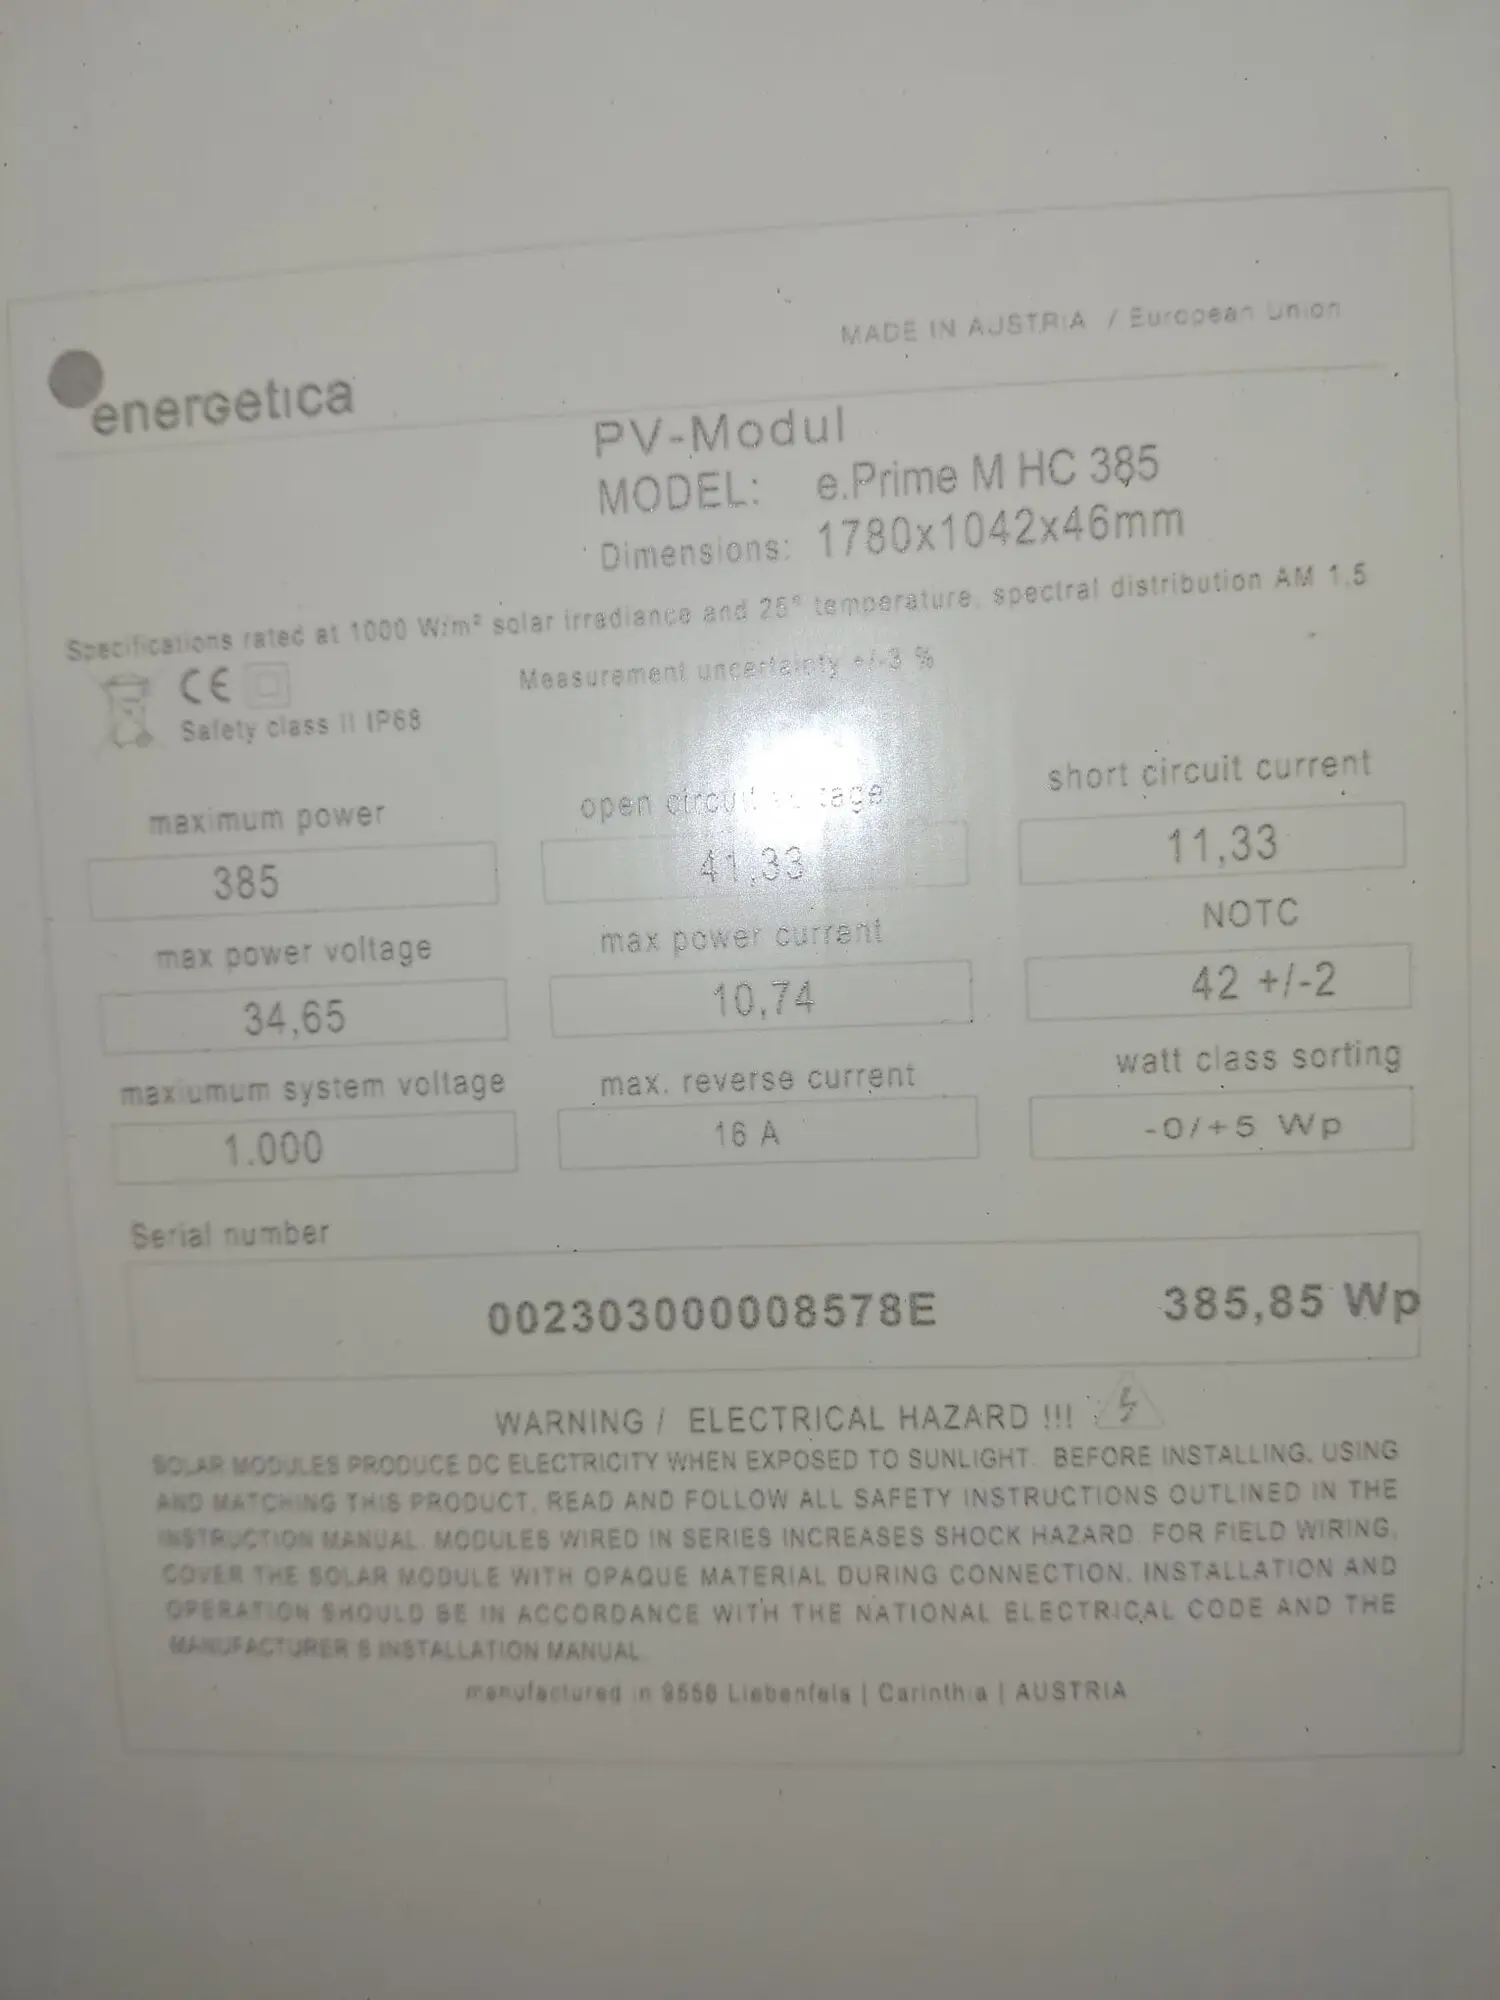 MADE IN AUSTRIA / European Union
energetica
PV-Modul
MODEL: e.Prime M HC 385
Dimensions: 1780x1042x46mm
Specifications rated at 1000 W/m² solar irradiance and 25° temperature, spectral distribution AM 1.5
Measurement uncertainty +/-3 %
CE
Safety class II IP68
maximum power open circuit voltage short circuit current
385 41,33 11,33
max power voltage max power current NOTC
34,65 10,74 42 +/-2
maxiumum system voltage max. reverse current watt class sorting
1.000 16 A -0/+5 Wp
Serial number
002303000008578E 385,85 Wp
WARNING / ELECTRICAL HAZARD !!!
SOLAR MODULES PRODUCE DC ELECTRICITY WHEN EXPOSED TO SUNLIGHT. BEFORE INSTALLING, USING
AND MATCHING THIS PRODUCT, READ AND FOLLOW ALL SAFETY INSTRUCTIONS OUTLINED IN THE
INSTRUCTION MANUAL. MODULES WIRED IN SERIES INCREASES SHOCK HAZARD. FOR FIELD WIRING,
COVER THE SOLAR MODULE WITH OPAQUE MATERIAL DURING CONNECTION. INSTALLATION AND
OPERATION SHOULD BE IN ACCORDANCE WITH THE NATIONAL ELECTRICAL CODE AND THE
MANUFACTURER S INSTALLATION MANUAL
manufactured in 9556 Liebenfels | Carinthia | AUSTRIA